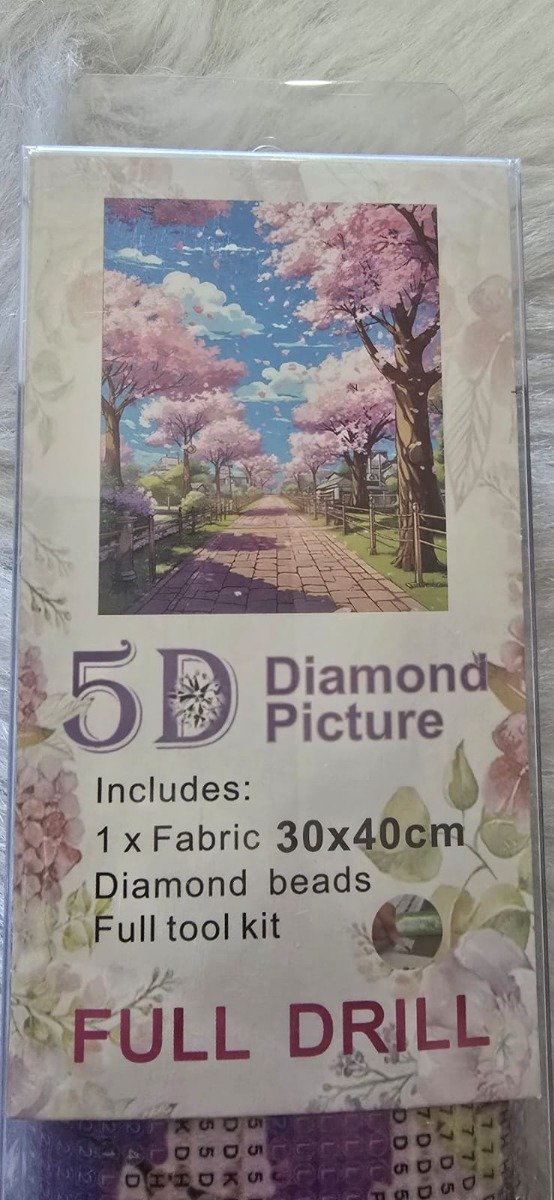 5D Diamond
Picture
Includes:
1 x Fabric 30x40cm
Diamond beads
Full tool kit
FULL DRILL